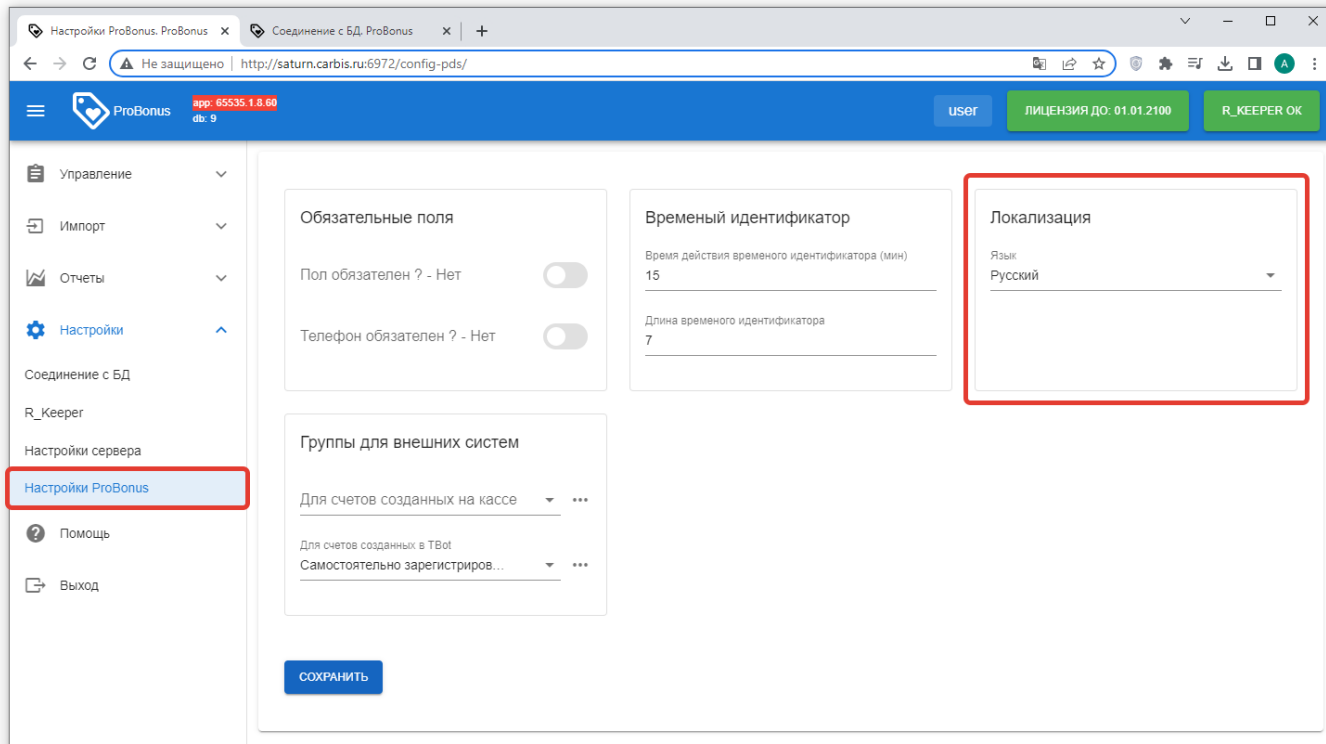 Настройки ProBonus. ProBonus
Соединение с БД. ProBonus
Не защищено | http://saturn.carbis.ru:6972/config-pds/
A
ProBonus
app: 65535.1.8.60
db: 9
user
ЛИЦЕНЗИЯ ДО: 01.01.2100
R_KEEPER OK
Управление
Импорт
Отчеты
Настройки
Соединение с БД
R_Keeper
Настройки сервера
Настройки ProBonus
Помощь
Выход
Обязательные поля
Пол обязателен ? - Нет
Телефон обязателен ? - Нет
Временый идентификатор
Время действия временого идентификатора (мин)
15
Длина временого идентификатора
7
Локализация
Язык
Русский
Группы для внешних систем
Для счетов созданных на кассе
Для счетов созданных в TBot
Самостоятельно зарегистриров...
СОХРАНИТЬ